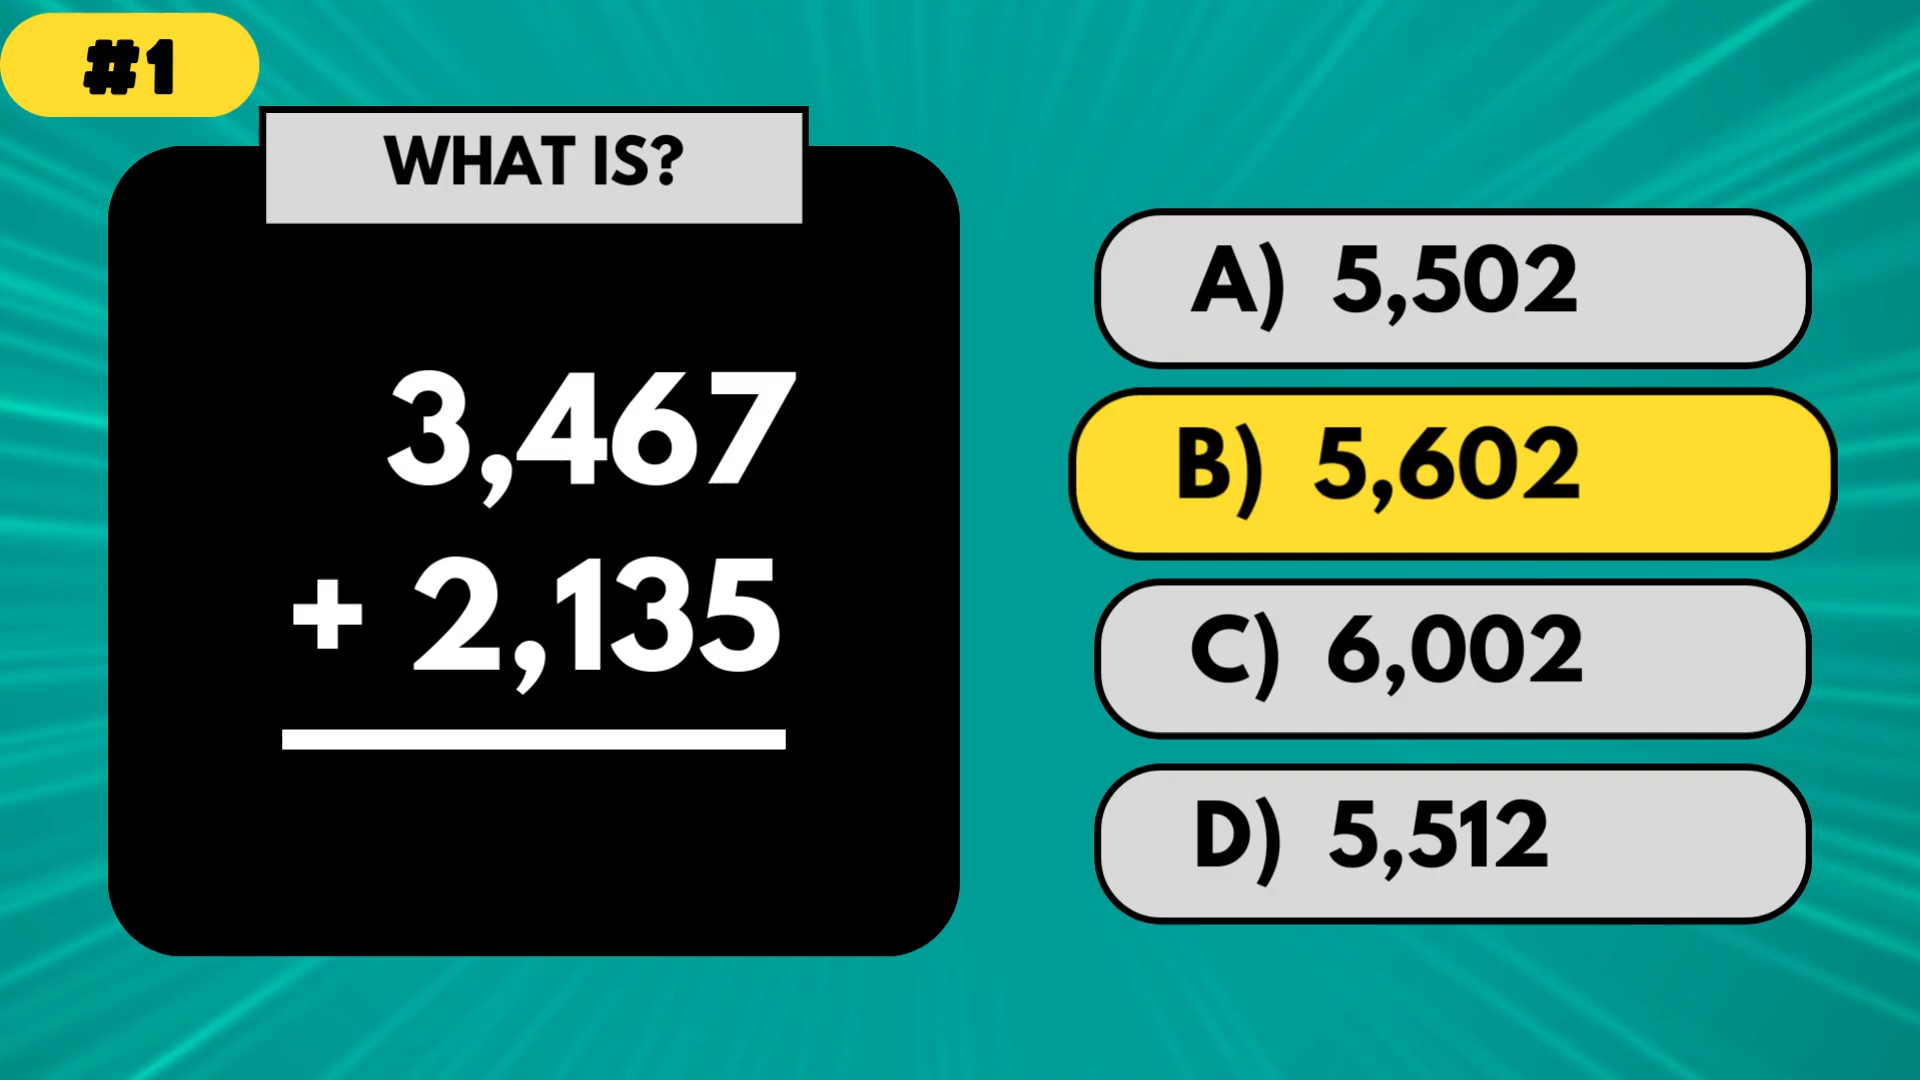 #1
WHAT IS?
3,467
+ 2,135
A) 5,502
B) 5,602
C) 6,002
D) 5,512